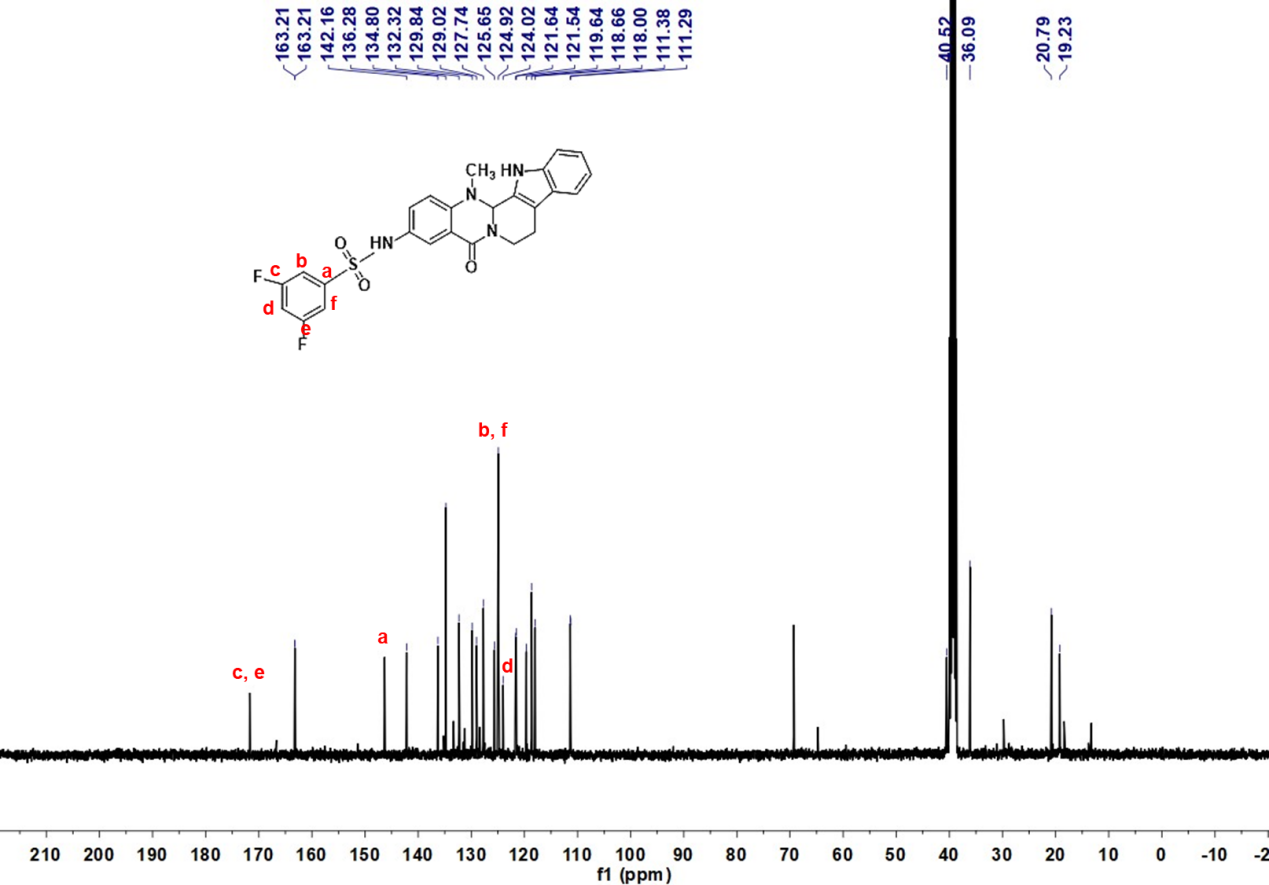 163.21
163.21
142.16
136.28
134.80
132.32
129.84
129.02
127.74
125.65
124.92
124.02
121.64
121.54
119.64
118.66
118.00
111.38
111.29
40.52
36.09
20.79
19.23
CH3
HN
N
N
O
HN
O
S
O
F
F
c
b
a
d
f
e
b, f
a
d
c, e
210 200 190 180 170 160 150 140 130 120 110 100 90 80 70 60 50 40 30 20 10 0 -10 -2
f1 (ppm)